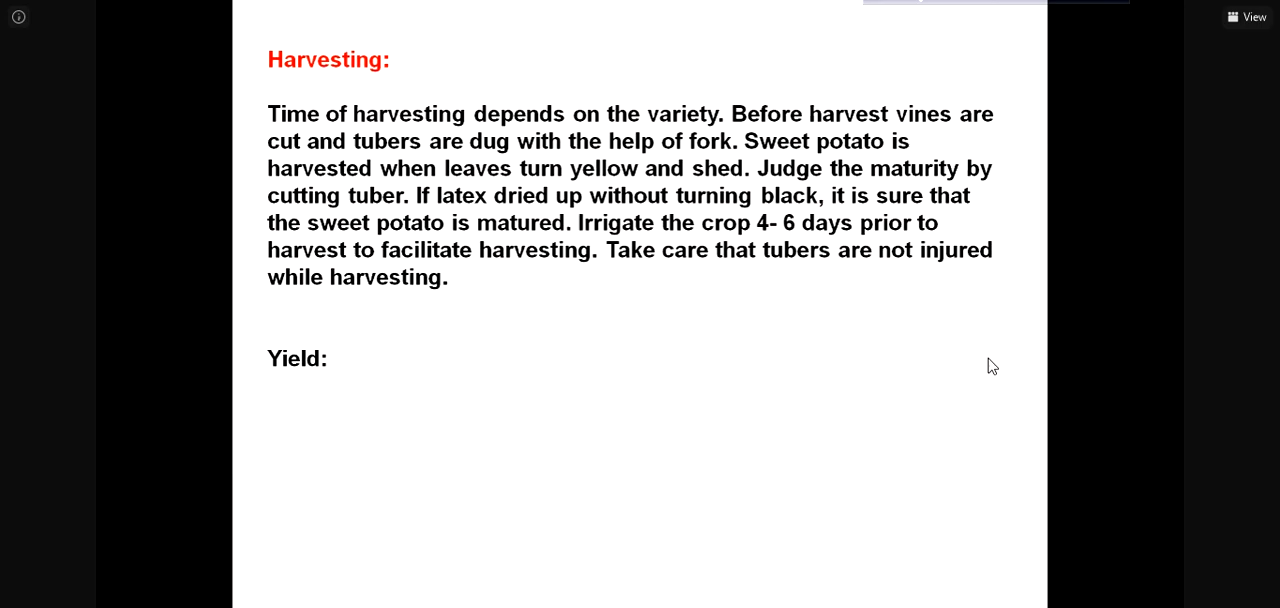 View
Harvesting:
Time of harvesting depends on the variety. Before harvest vines are
cut and tubers are dug with the help of fork. Sweet potato is
harvested when leaves turn yellow and shed. Judge the maturity by
cutting tuber. If latex dried up without turning black, it is sure that
the sweet potato is matured. Irrigate the crop 4- 6 days prior to
harvest to facilitate harvesting. Take care that tubers are not injured
while harvesting.
Yield: